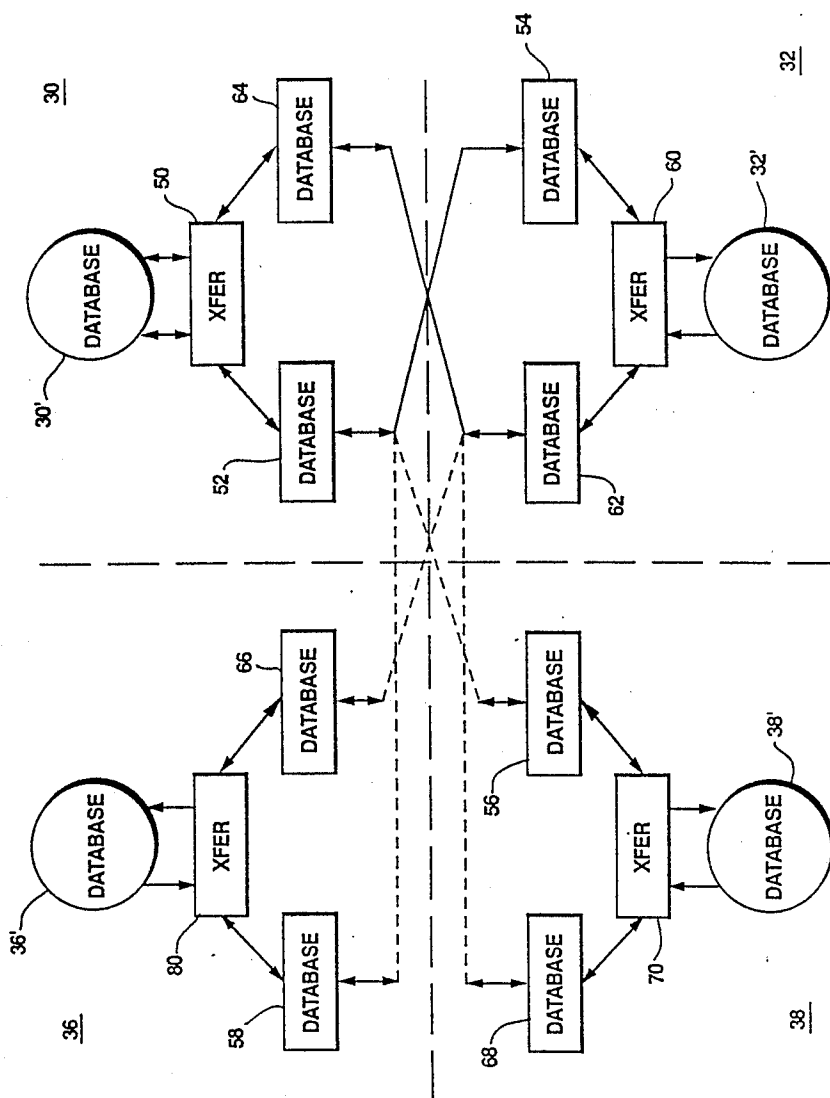 36
36'
DATABASE
80
XFER
58
DATABASE
66
DATABASE
30
30'
DATABASE
50
XFER
52
DATABASE
64
DATABASE
68
DATABASE
56
DATABASE
70
XFER
38'
DATABASE
38
62
DATABASE
54
DATABASE
60
XFER
32'
DATABASE
32